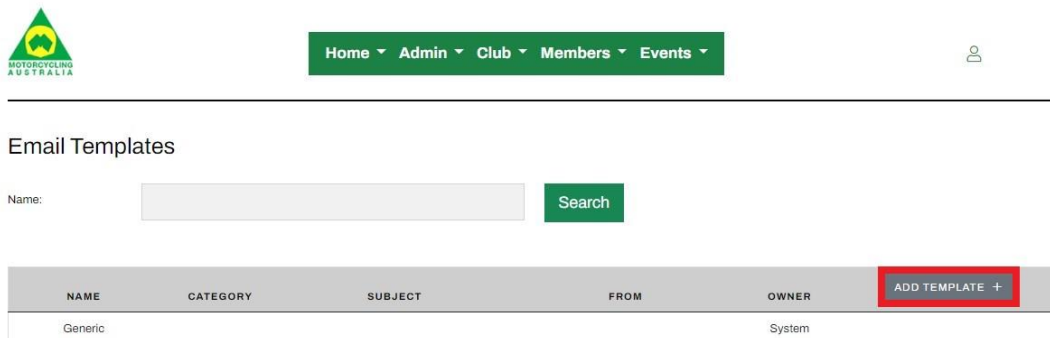 MOTORCYCLING
AUSTRALIA
Home Admin Club Members Events
Email Templates
Name:
Search
NAME CATEGORY SUBJECT FROM OWNER ADD TEMPLATE +
Generic System